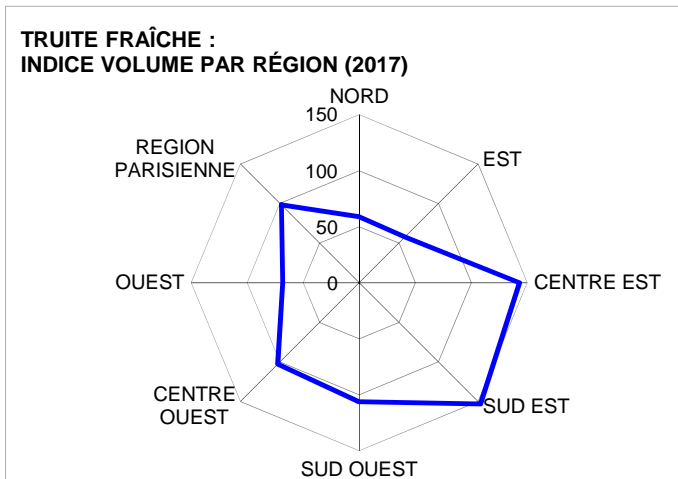 TRUITE FRAÎCHE :
INDICE VOLUME PAR RÉGION (2017)
NORD
150
REGION
PARISIENNE
EST
100
50
OUEST
0
CENTRE EST
CENTRE
OUEST
SUD EST
SUD OUEST